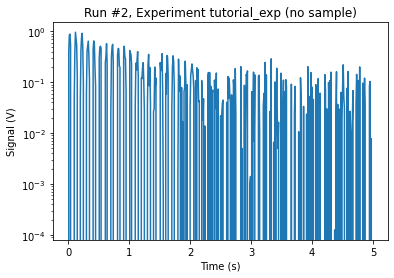 Run #2, Experiment tutorial_exp (no sample)
Signal (V)
10⁰
10⁻¹
10⁻²
10⁻³
10⁻⁴
0 1 2 3 4 5
Time (s)